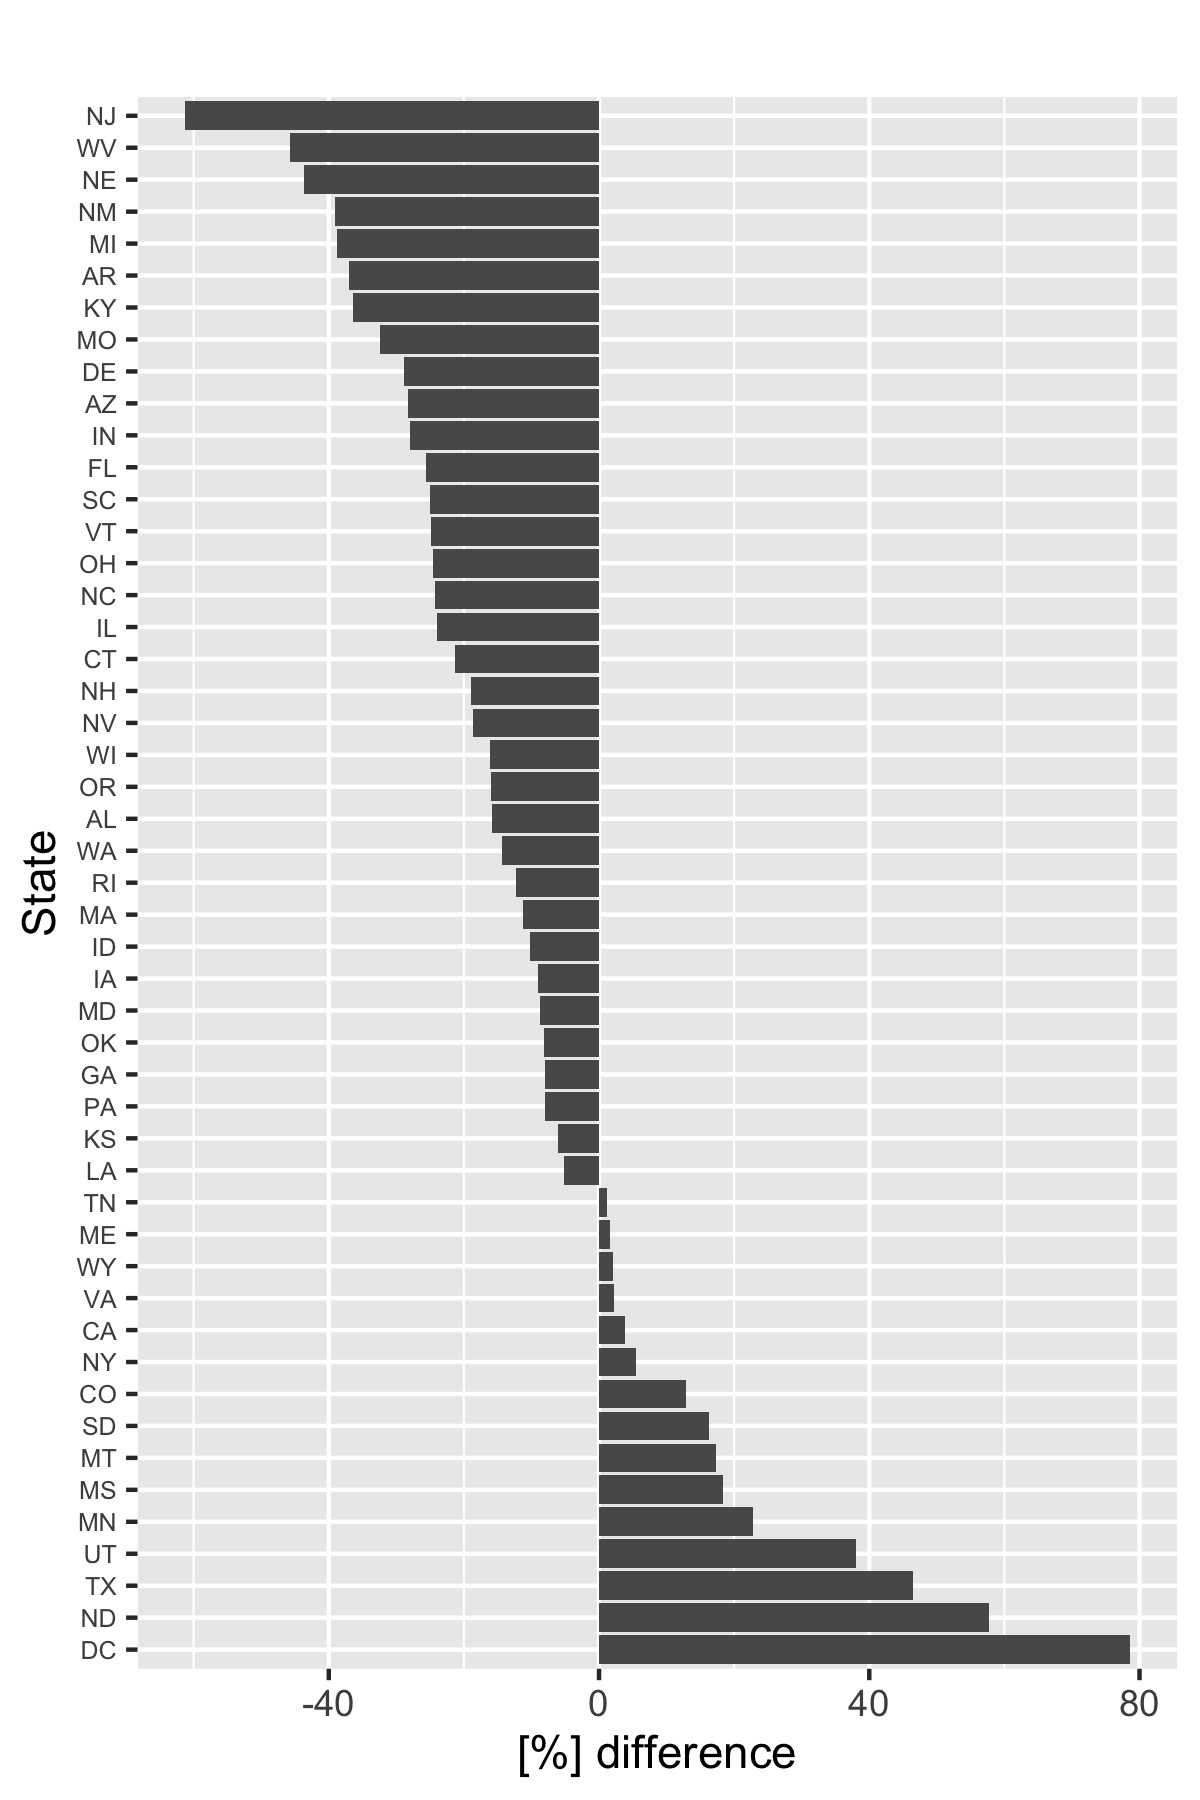 NJ
WV
NE
NM
MI
AR
KY
MO
DE
AZ
IN
FL
SC
VT
OH
NC
IL
CT
NH
NV
WI
OR
AL
WA
RI
MA
ID
IA
MD
OK
GA
PA
KS
LA
TN
ME
WY
VA
CA
NY
CO
SD
MT
MS
MN
UT
TX
ND
DC
State
-40 0 40 80
[%] difference